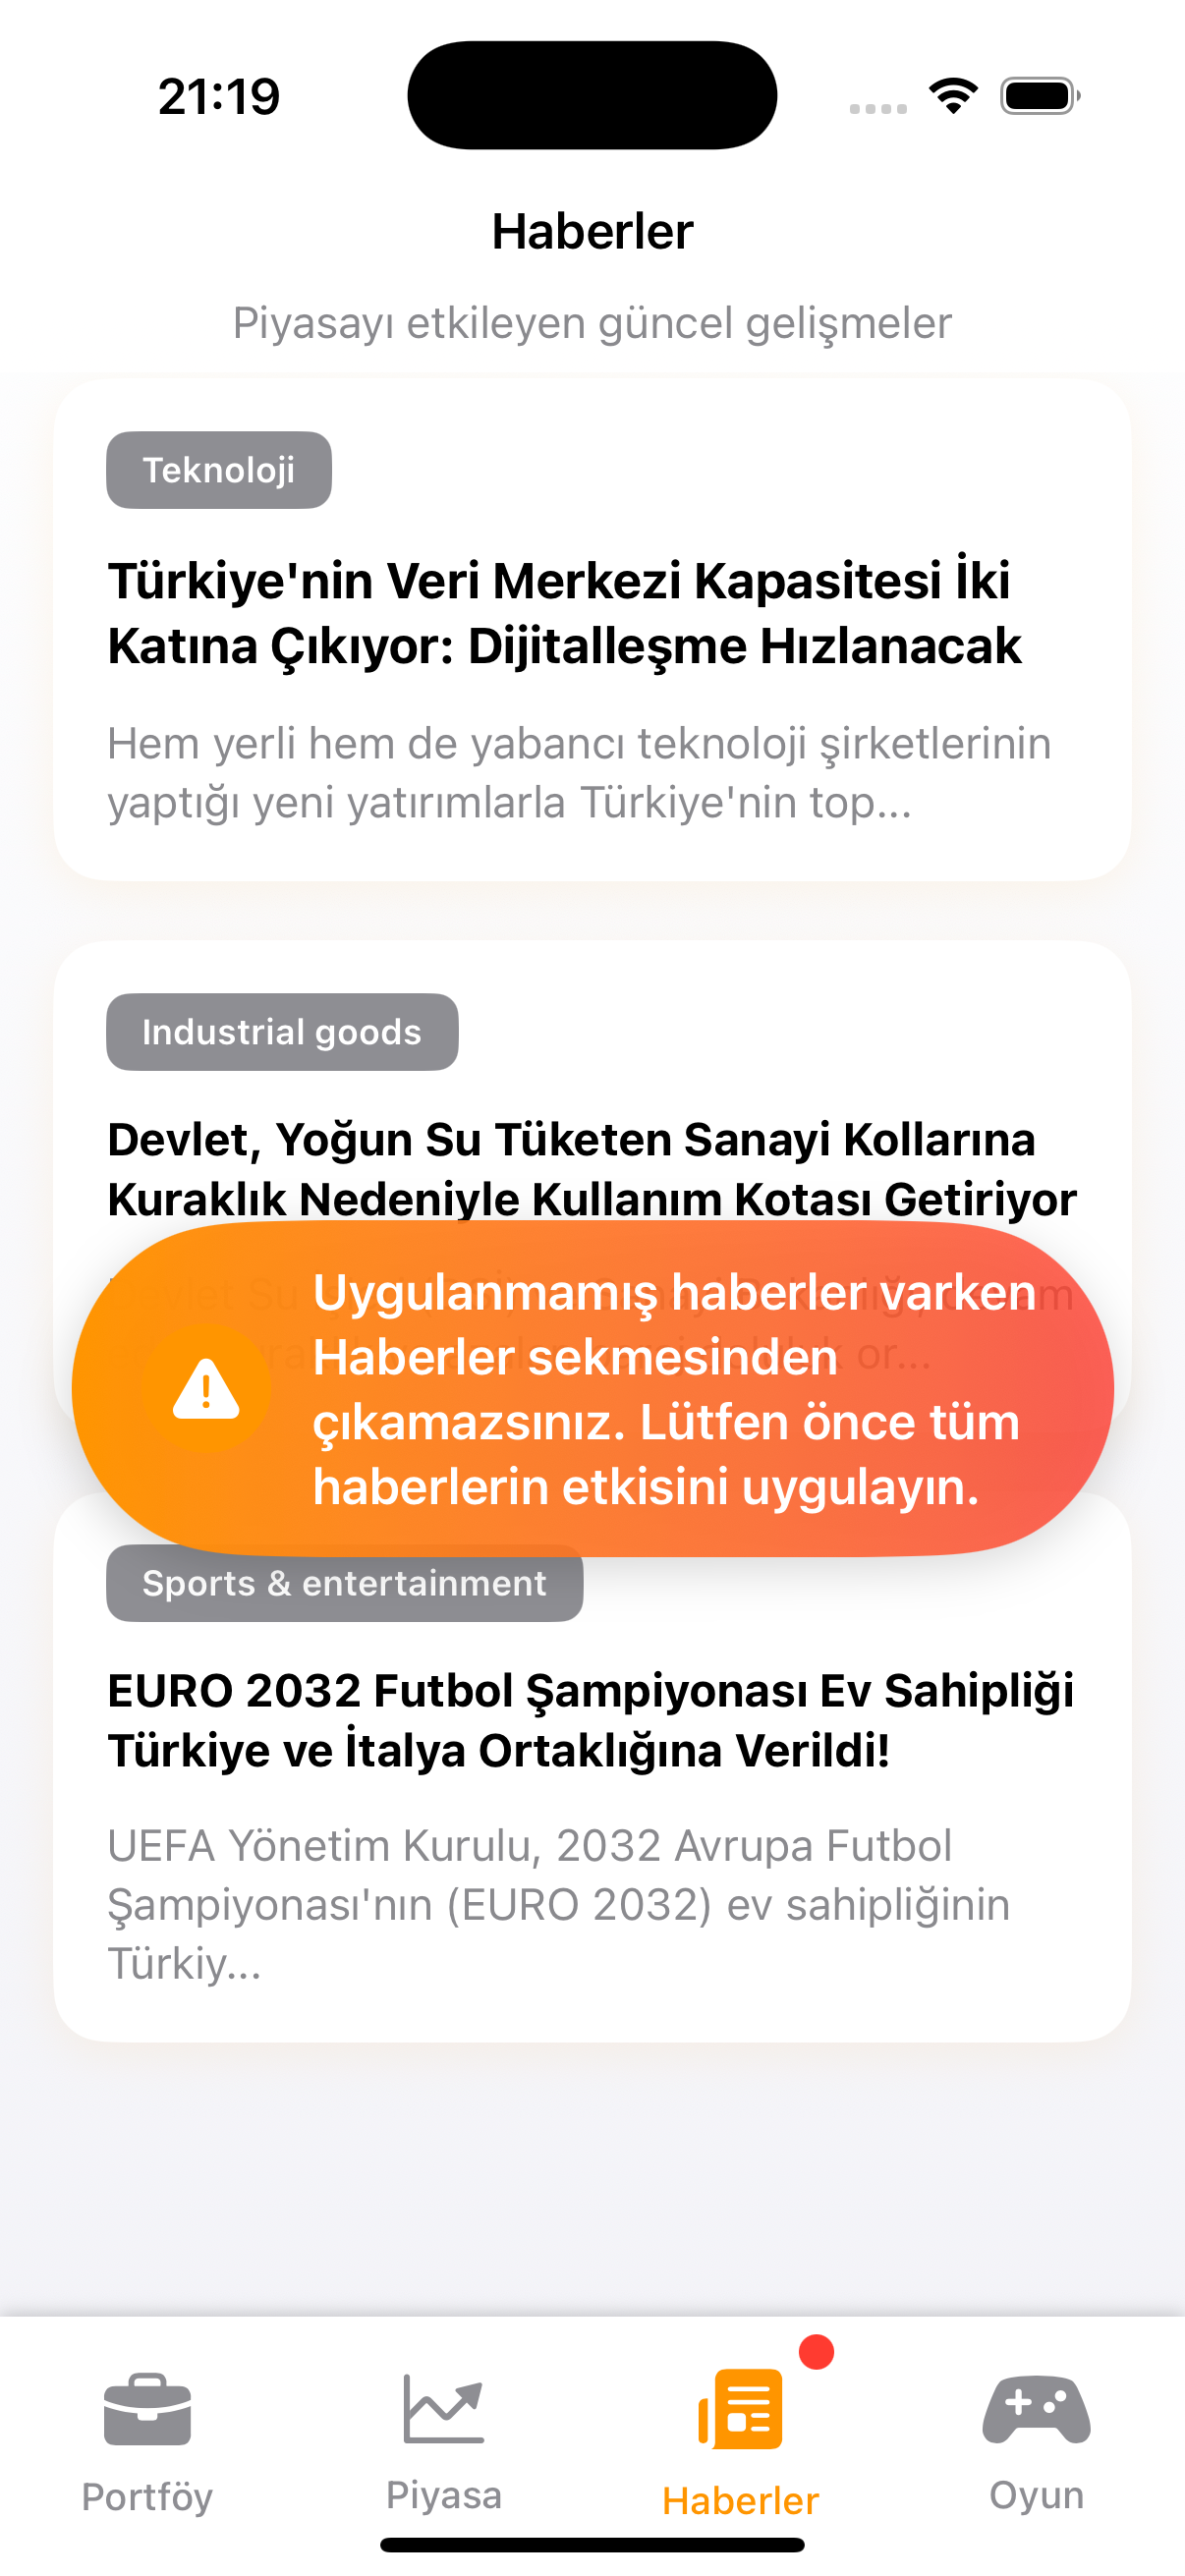 21:19
Haberler
Piyasayı etkileyen güncel gelişmeler
Teknoloji
Türkiye'nin Veri Merkezi Kapasitesi İki
Katına Çıkıyor: Dijitalleşme Hızlanacak
Hem yerli hem de yabancı teknoloji şirketlerinin
yaptığı yeni yatırımlarla Türkiye'nin top...
Industrial goods
Devlet, Yoğun Su Tüketen Sanayi Kollarına
Kuraklık Nedeniyle Kullanım Kotası Getiriyor
Uygulanmamış haberler varken
Haberler sekmesinden
çıkamazsınız. Lütfen önce tüm
haberlerin etkisini uygulayın.
Sports & entertainment
EURO 2032 Futbol Şampiyonası Ev Sahipliği
Türkiye ve İtalya Ortaklığına Verildi!
UEFA Yönetim Kurulu, 2032 Avrupa Futbol
Şampiyonası'nın (EURO 2032) ev sahipliğinin
Türkiy...
Portföy
Piyasa
Haberler
Oyun